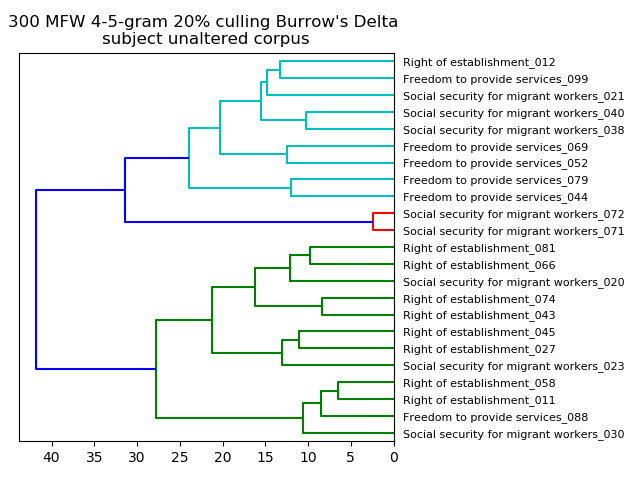 300 MFW 4-5-gram 20% culling Burrow's Delta
subject unaltered corpus
Right of establishment_012
Freedom to provide services_099
Social security for migrant workers_021
Social security for migrant workers_040
Social security for migrant workers_038
Freedom to provide services_069
Freedom to provide services_052
Freedom to provide services_079
Freedom to provide services_044
Social security for migrant workers_072
Social security for migrant workers_071
Right of establishment_081
Right of establishment_066
Social security for migrant workers_020
Right of establishment_074
Right of establishment_043
Right of establishment_045
Right of establishment_027
Social security for migrant workers_023
Right of establishment_058
Right of establishment_011
Freedom to provide services_088
Social security for migrant workers_030
40 35 30 25 20 15 10 5 0